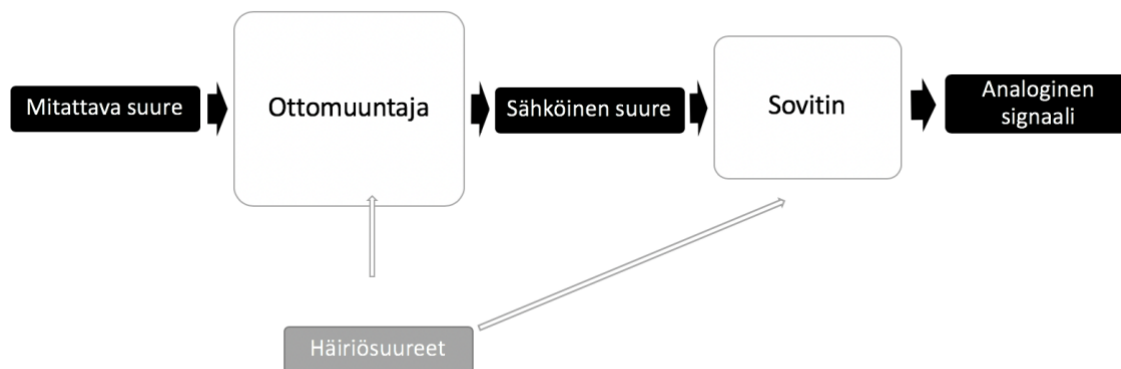 Mitattava suure
Ottomuuntaja
Sähköinen suure
Sovitin
Analoginen
signaali
Häiriösuureet